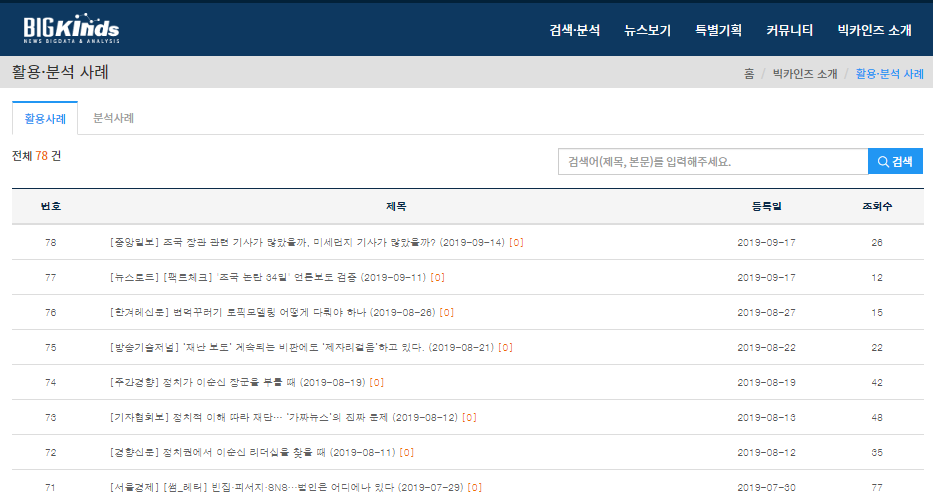 BIGKinds
NEWS BIGDATA & ANALYSIS
검색·분석 뉴스보기 특별기획 커뮤니티 빅카인즈 소개
활용·분석 사례
홈 / 빅카인즈 소개 / 활용·분석 사례
활용사례 분석사례
전체 78 건
검색어(제목, 본문)를 입력해주세요. 검색
번호 제목 등록일 조회수
78 [중앙일보] 조국 장관 관련 기사가 많았을까, 미세먼지 기사가 많았을까? (2019-09-14) [0] 2019-09-17 26
77 [뉴스로드] [팩트체크] '조국 논란 34일' 언론보도 검증 (2019-09-11) [0] 2019-09-17 12
76 [한겨레신문] 변덕꾸러기 토픽모델링 어떻게 다뤄야 하나 (2019-08-26) [0] 2019-08-27 15
75 [방송기술저널] '재난 보도' 계속되는 비판에도 '제자리걸음'하고 있다. (2019-08-21) [0] 2019-08-22 22
74 [주간경향] 정치가 이순신 장군을 부를 때 (2019-08-19) [0] 2019-08-19 42
73 [기자협회보] 정치적 이해 따라 재단… '가짜뉴스'의 진짜 문제 (2019-08-12) [0] 2019-08-13 48
72 [경향신문] 정치권에서 이순신 리더십을 찾을 때 (2019-08-11) [0] 2019-08-12 35
71 [서울경제] [썸_레터] 빈집·피서지·SNS…범인은 어디에나 있다 (2019-07-29) [0] 2019-07-30 77